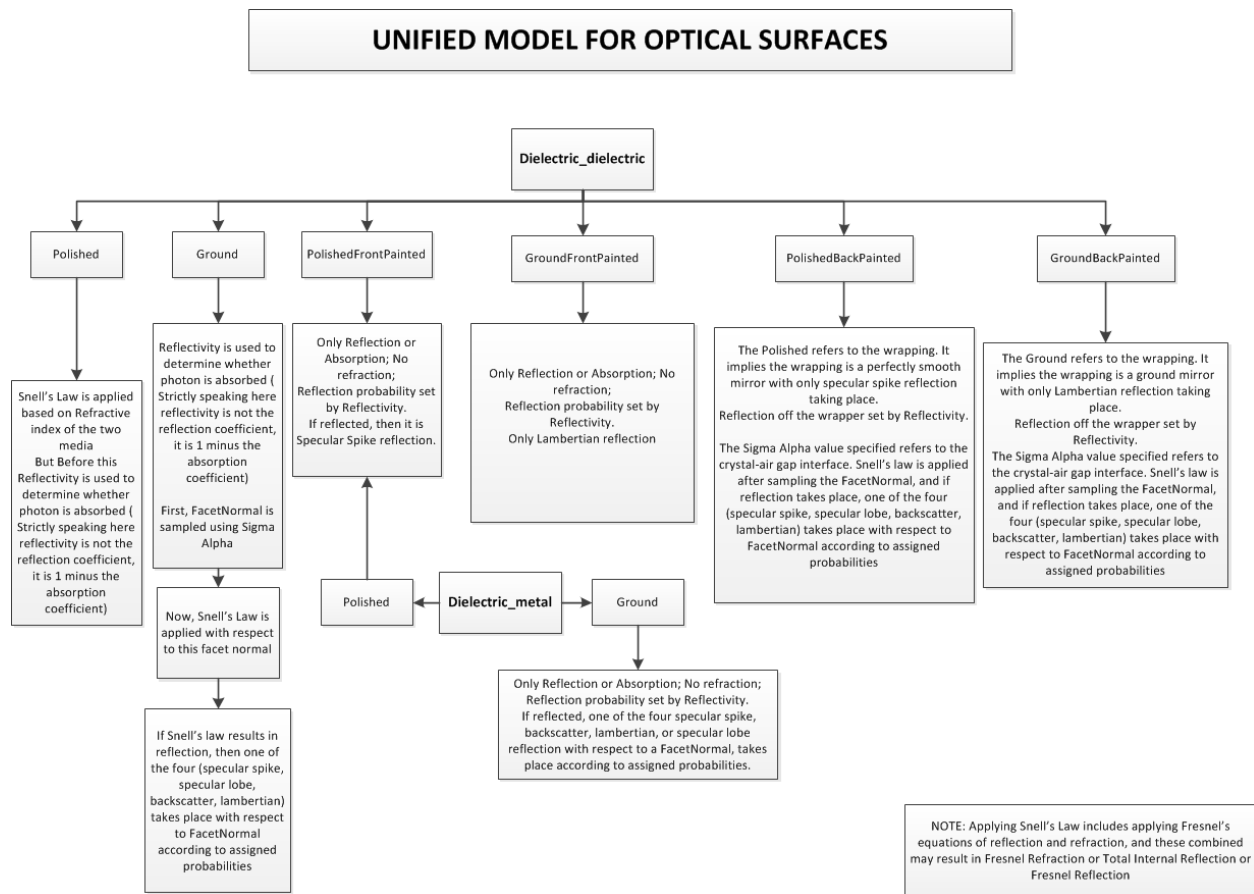 UNIFIED MODEL FOR OPTICAL SURFACES
Dielectric_dielectric
Polished
Ground
PolishedFrontPainted
GroundFrontPainted
PolishedBackPainted
GroundBackPainted
Snell's Law is applied
based on Refractive
index of the two
media
But Before this
Reflectivity is used to
determine whether
photon is absorbed (
Strictly speaking here
reflectivity is not the
reflection coefficient,
it is 1 minus the
absorption
coefficient)
Reflectivity is used to
determine whether
photon is absorbed (
Strictly speaking here
reflectivity is not the
reflection coefficient,
it is 1 minus the
absorption
coefficient)
First, FacetNormal is
sampled using Sigma
Alpha
Now, Snell's Law is
applied with respect
to this facet normal
If Snell's law results in
reflection, then one of
the four (specular spike,
specular lobe,
backscatter, lambertian)
takes place with respect
to FacetNormal
according to assigned
probabilities
Only Reflection or
Absorption; No
refraction;
Reflection probability set
by Reflectivity.
If reflected, then it is
Specular Spike reflection.
Only Reflection or Absorption; No
refraction;
Reflection probability set by
Reflectivity.
Only Lambertian reflection
The Polished refers to the wrapping. It
implies the wrapping is a perfectly smooth
mirror with only specular spike reflection
taking place.
Reflection off the wrapper set by Reflectivity.
The Sigma Alpha value specified refers to the
crystal-air gap interface. Snell's law is applied
after sampling the FacetNormal, and if
reflection takes place, one of the four
(specular spike, specular lobe, backscatter,
lambertian) takes place with respect to
FacetNormal according to assigned
probabilities
The Ground refers to the wrapping. It
implies the wrapping is a ground mirror
with only Lambertian reflection taking
place.
Reflection off the wrapper set by
Reflectivity.
The Sigma Alpha value specified refers to
the crystal-air gap interface. Snell's law is
applied after sampling the FacetNormal,
and if reflection takes place, one of the
four (specular spike, specular lobe,
backscatter, lambertian) takes place with
respect to FacetNormal according to
assigned probabilities
Polished
Dielectric_metal
Ground
Only Reflection or Absorption; No refraction;
Reflection probability set by Reflectivity.
If reflected, one of the four specular spike,
backscatter, lambertian, or specular lobe
reflection with respect to a FacetNormal, takes
place according to assigned probabilities.
NOTE: Applying Snell's Law includes applying Fresnel's
equations of reflection and refraction, and these combined
may result in Fresnel Refraction or Total Internal Reflection or
Fresnel Reflection